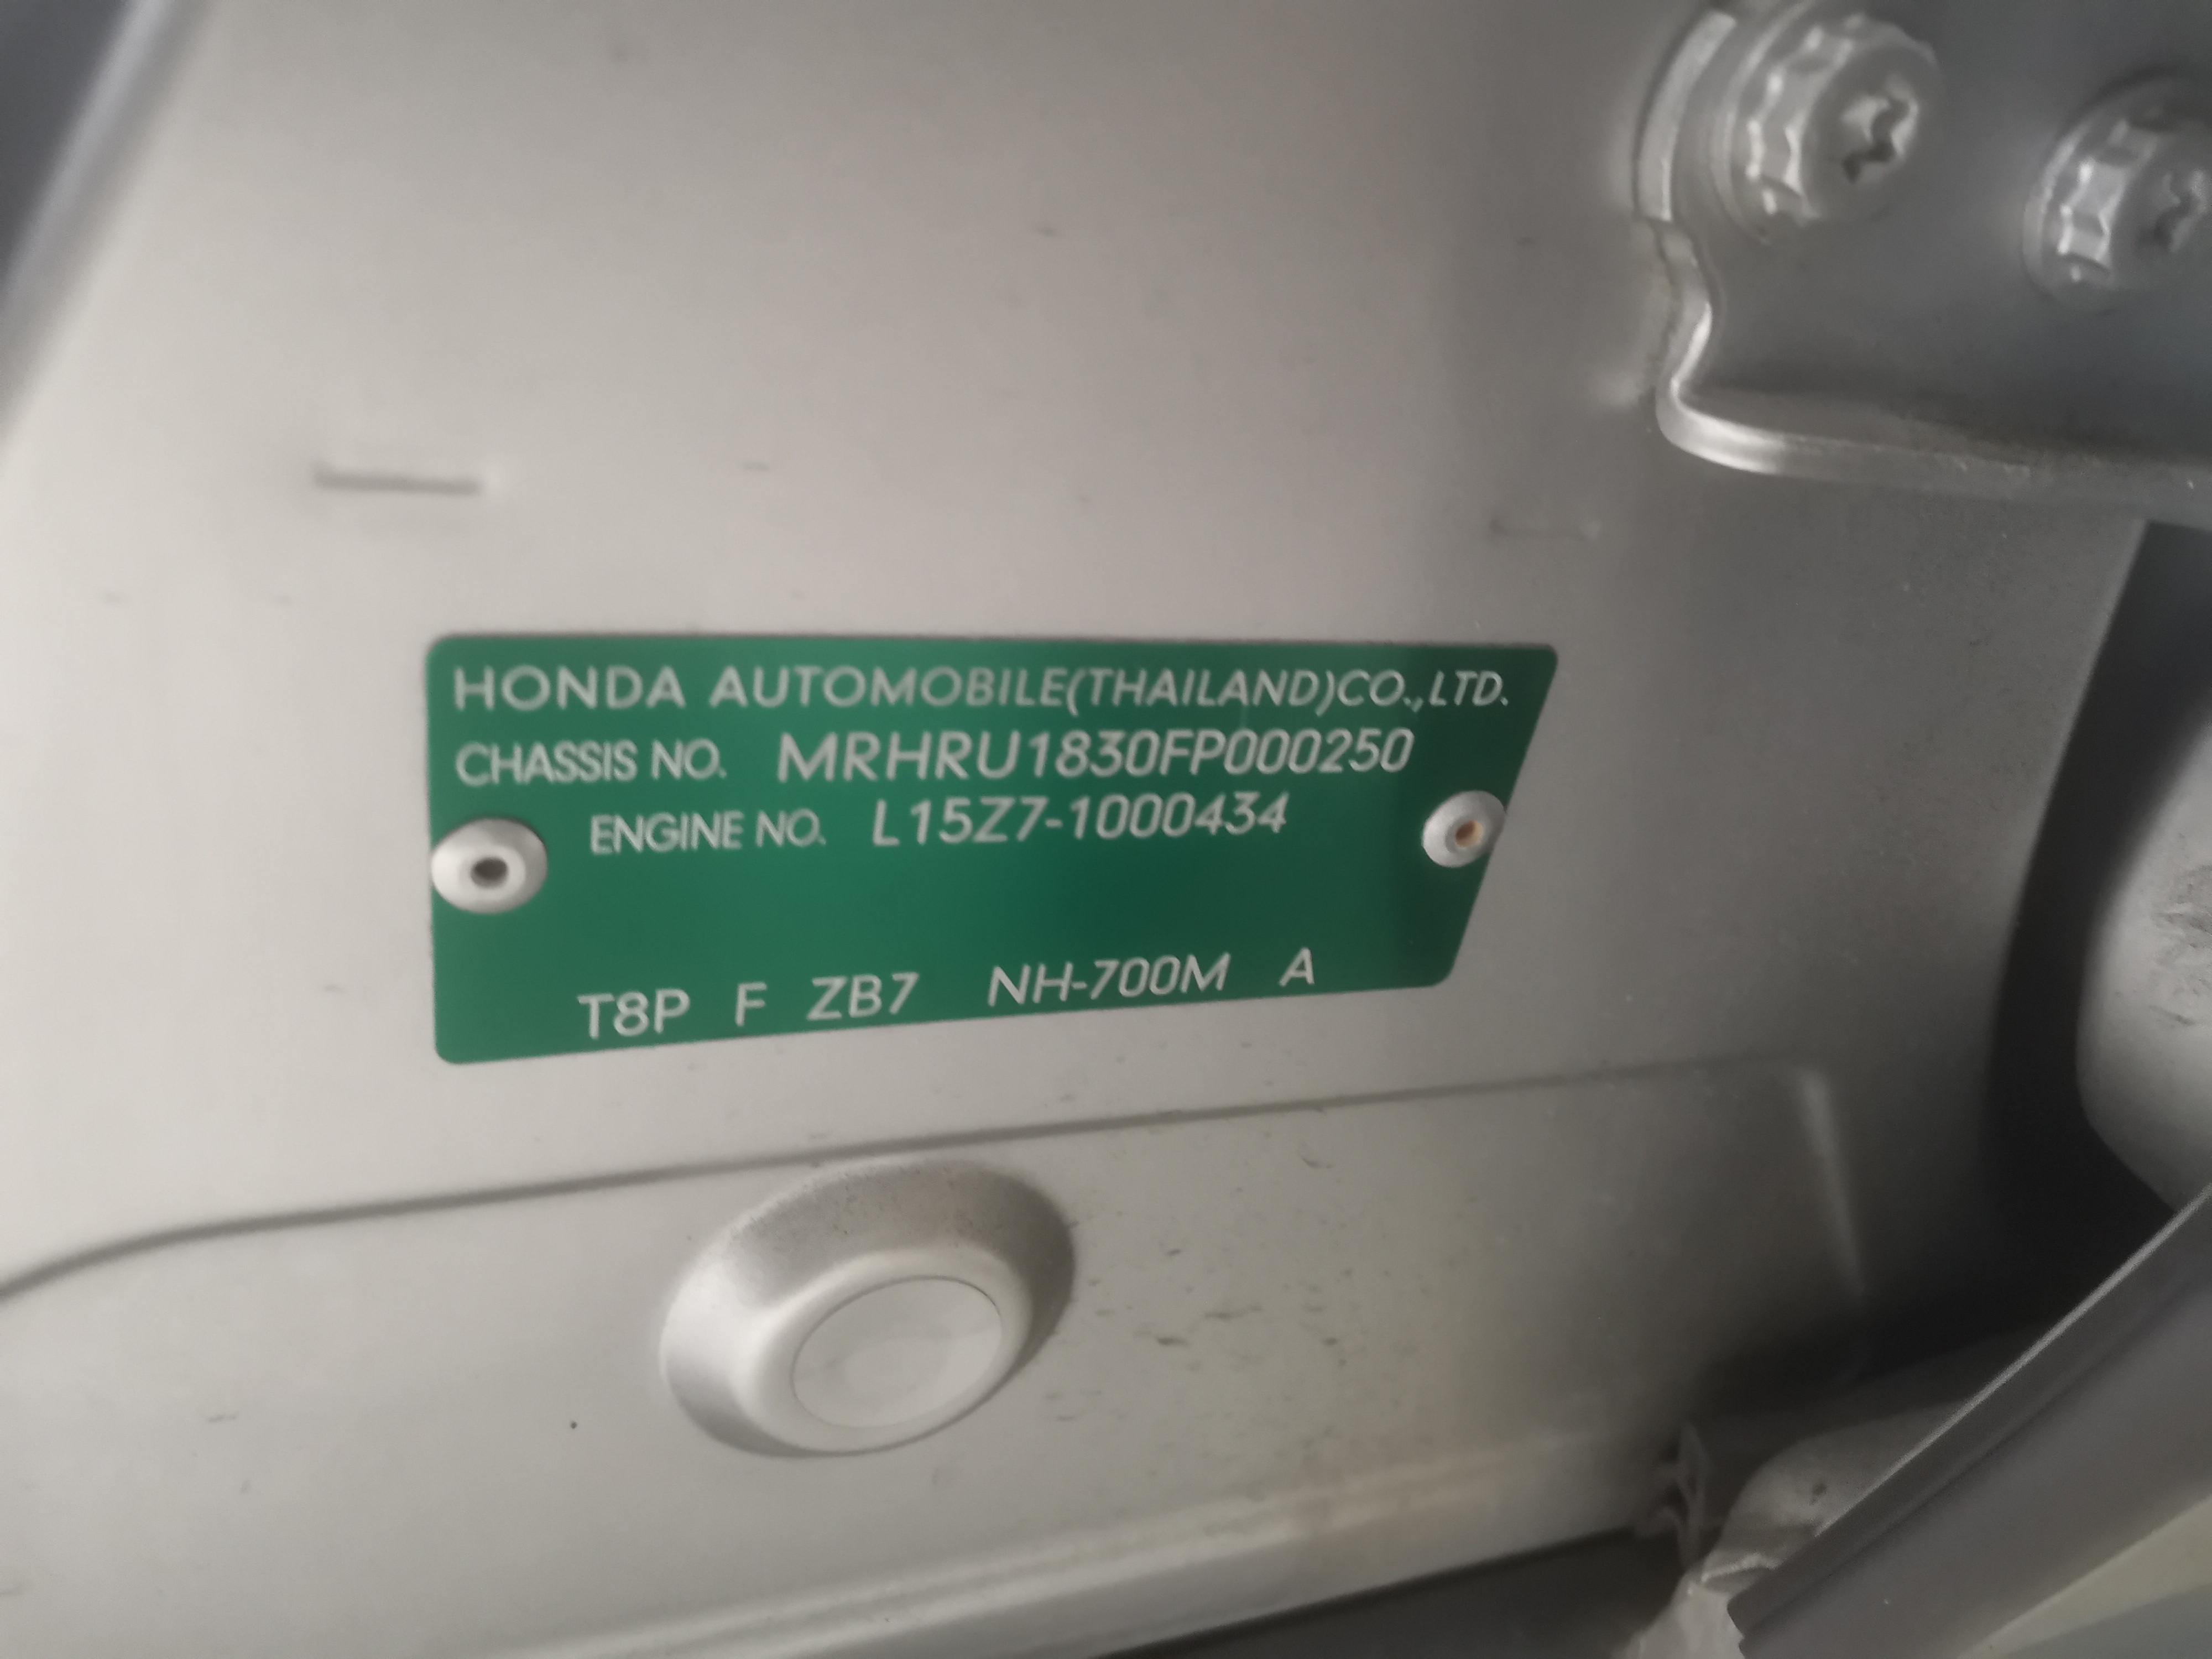 HONDA AUTOMOBILE(THAILAND)CO.,LTD.
CHASSIS NO. MRHRU1830FP000250
ENGINE NO. L15Z7-1000434
T8P F ZB7 NH-700M A